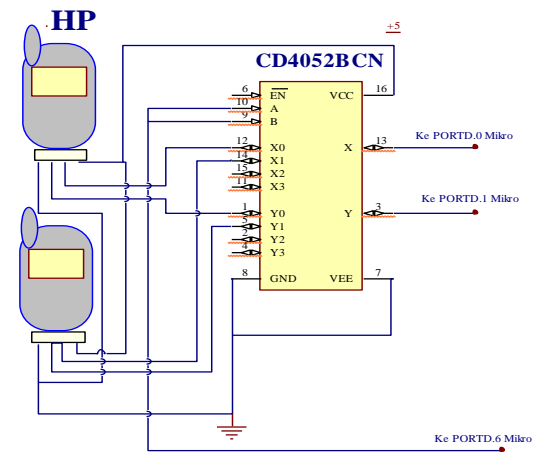 HP
+5
CD4052BCN
6 EN VCC 16
10 A
9 B
12 X0 X 13
Ke PORTD.0 Mikro
14 X1
15 X2
11 X3
Ke PORTD.1 Mikro
1 Y0 Y 3
5 Y1
2 Y2
4 Y3
8 GND VEE 7
Ke PORTD.6 Mikro